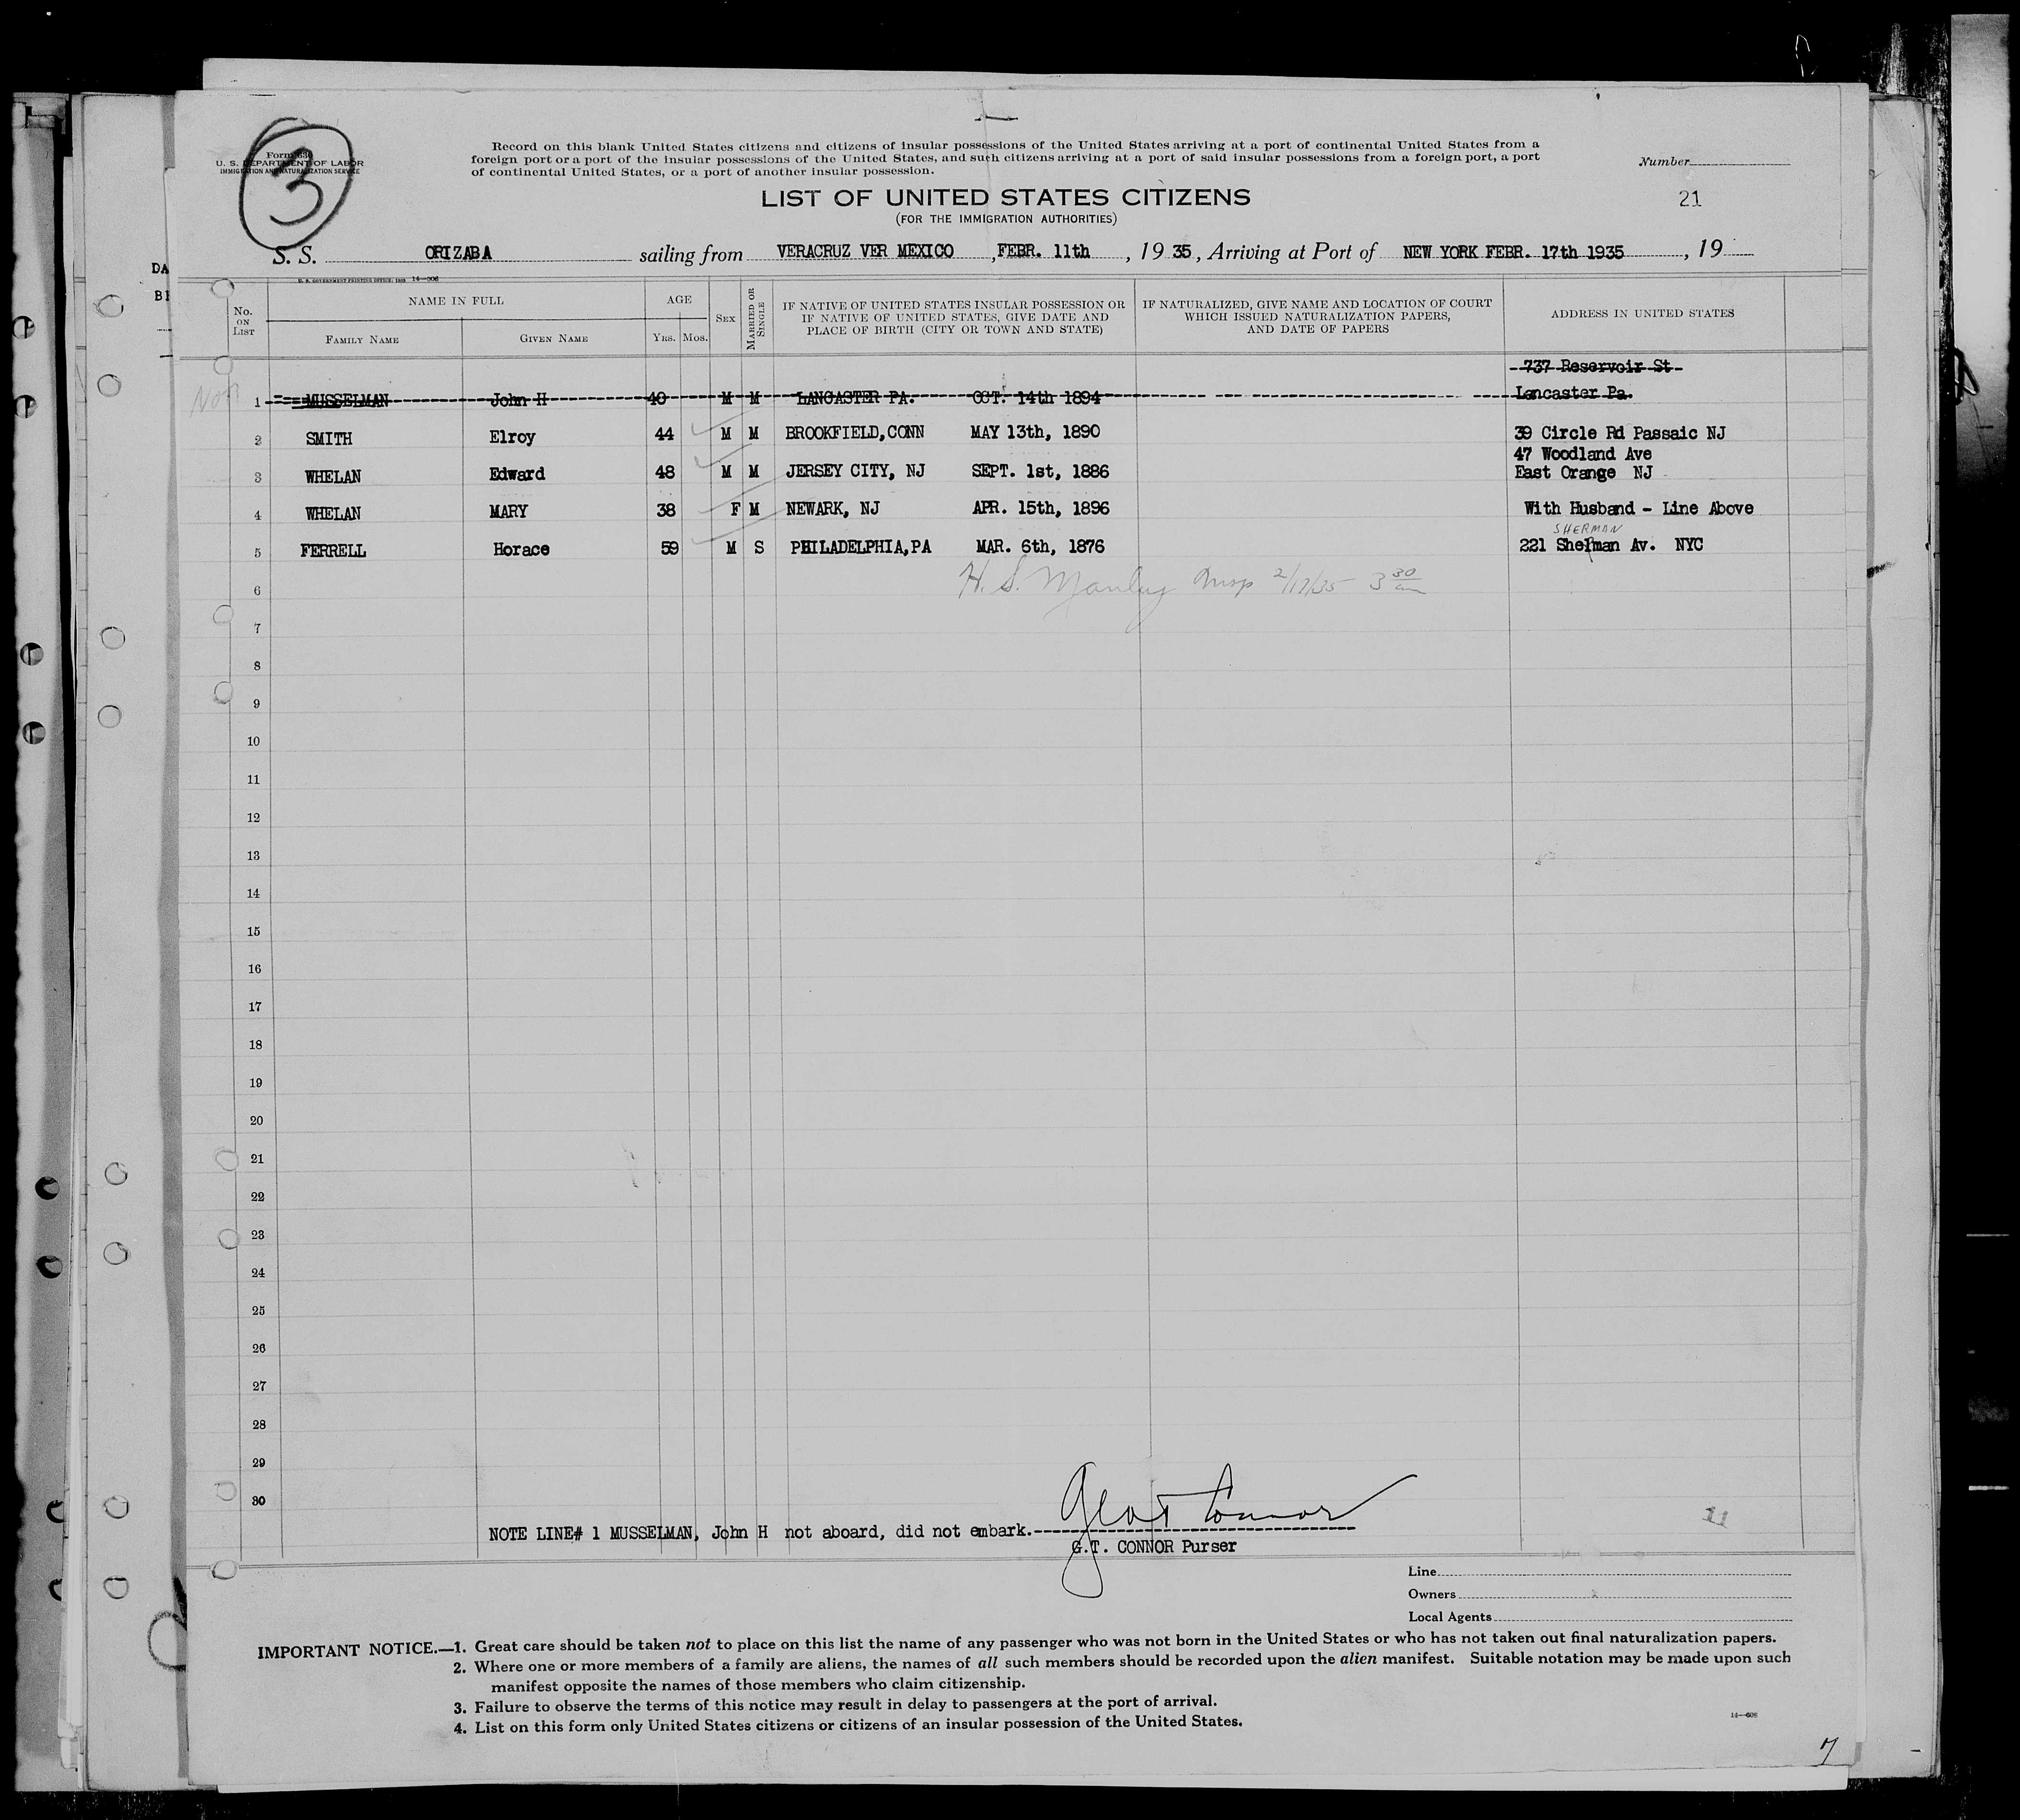 3
Form 630
U. S. DEPARTMENT OF LABOR
IMMIGRATION AND NATURALIZATION SERVICE
Record on this blank United States citizens and citizens of insular possessions of the United States arriving at a port of continental United States from a
foreign port or a port of the insular possessions of the United States, and such citizens arriving at a port of said insular possessions from a foreign port, a port
of continental United States, or a port of another insular possession.
Number
LIST OF UNITED STATES CITIZENS
21
(FOR THE IMMIGRATION AUTHORITIES)
S. S. ORIZABA sailing from VERACRUZ VER MEXICO , FEBR. 11th , 1935, Arriving at Port of NEW YORK FEBR. 17th 1935 , 19
DA
BI
No. ON LIST
NAME IN FULL
FAMILY NAME GIVEN NAME
AGE
YRS. MOS.
SEX
MARRIED OR SINGLE
IF NATIVE OF UNITED STATES INSULAR POSSESSION OR
IF NATIVE OF UNITED STATES, GIVE DATE AND
PLACE OF BIRTH (CITY OR TOWN AND STATE)
IF NATURALIZED, GIVE NAME AND LOCATION OF COURT
WHICH ISSUED NATURALIZATION PAPERS,
AND DATE OF PAPERS
ADDRESS IN UNITED STATES
737 Reservoir St
Non 1 MUSSELMAN John H 40 M M LANCASTER PA. OCT. 14th 1894 Lancaster Pa.
2 SMITH Elroy 44 M M BROOKFIELD, CONN MAY 13th, 1890 39 Circle Rd Passaic NJ
47 Woodland Ave
3 WHELAN Edward 48 M M JERSEY CITY, NJ SEPT. 1st, 1886 East Orange NJ
4 WHELAN MARY 38 F M NEWARK, NJ APR. 15th, 1896 With Husband - Line Above
SHERMAN
5 FERRELL Horace 59 M S PHILADELPHIA, PA MAR. 6th, 1876 221 Sherman Av. NYC
H. S. Manley Insp 2/17/35 3 30 am
6
7
8
9
10
11
12
13
14
15
16
17
18
19
20
21
22
23
24
25
26
27
28
29
30
Geo T Connor
11
NOTE LINE# 1 MUSSELMAN, John H not aboard, did not embark.
G.T. CONNOR Purser
Line
Owners
Local Agents
IMPORTANT NOTICE.—1. Great care should be taken not to place on this list the name of any passenger who was not born in the United States or who has not taken out final naturalization papers.
2. Where one or more members of a family are aliens, the names of all such members should be recorded upon the alien manifest. Suitable notation may be made upon such
manifest opposite the names of those members who claim citizenship.
3. Failure to observe the terms of this notice may result in delay to passengers at the port of arrival.
4. List on this form only United States citizens or citizens of an insular possession of the United States.
14—606
7